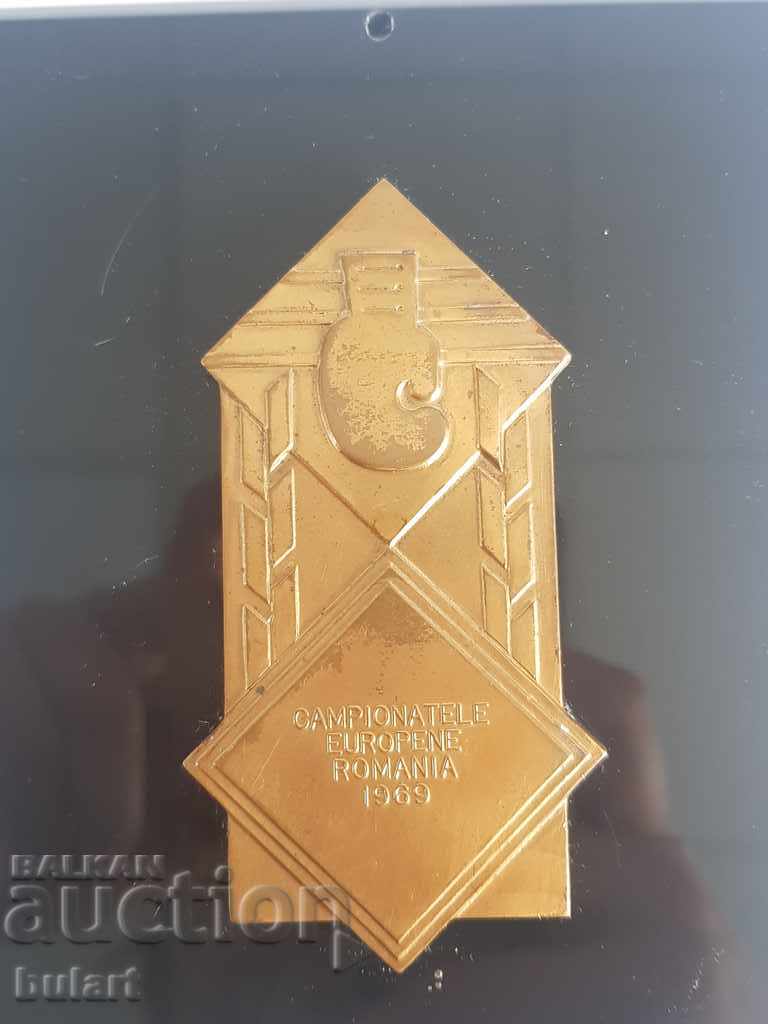 CAMPIONATELE
EUROPENE
ROMANIA
1969
BALKAN
auction
bulart